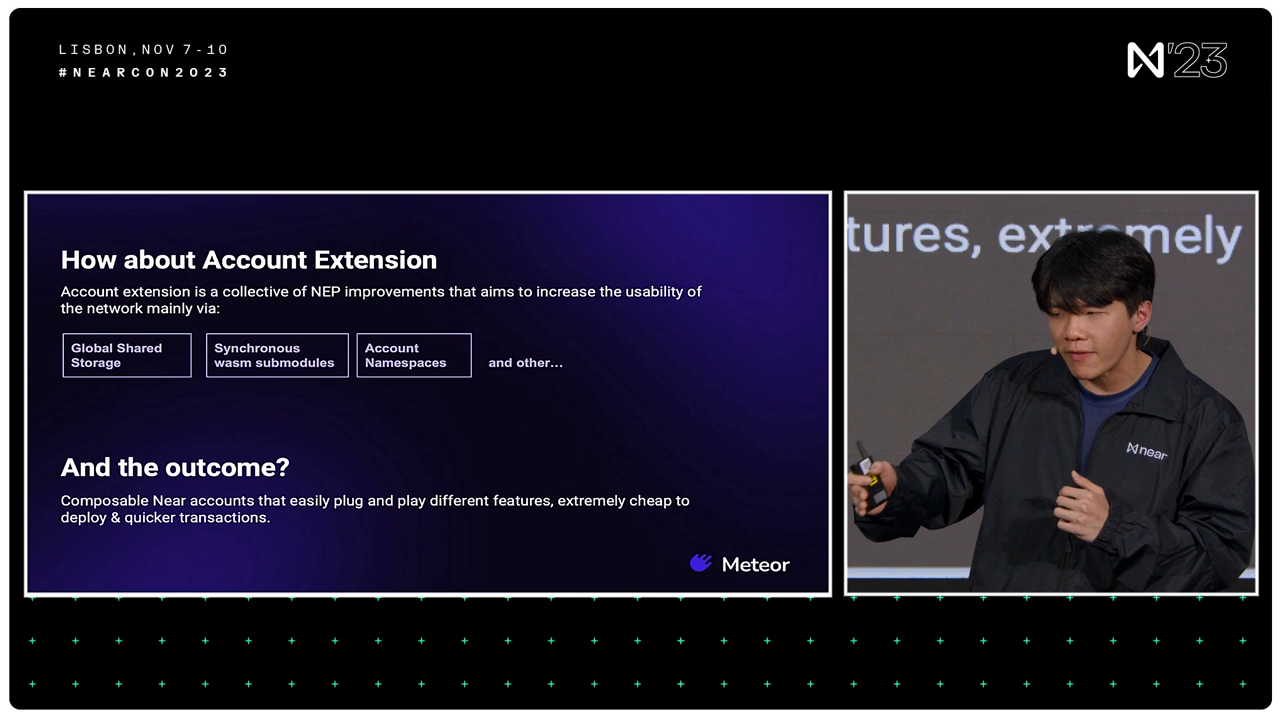 LISBON, NOV 7-10
#NEARCON2023
N'23
How about Account Extension
Account extension is a collective of NEP improvements that aims to increase the usability of
the network mainly via:
Global Shared
Storage
Synchronous
wasm submodules
Account
Namespaces
and other...
And the outcome?
Composable Near accounts that easily plug and play different features, extremely cheap to
deploy & quicker transactions.
Meteor
tures, extremely
near